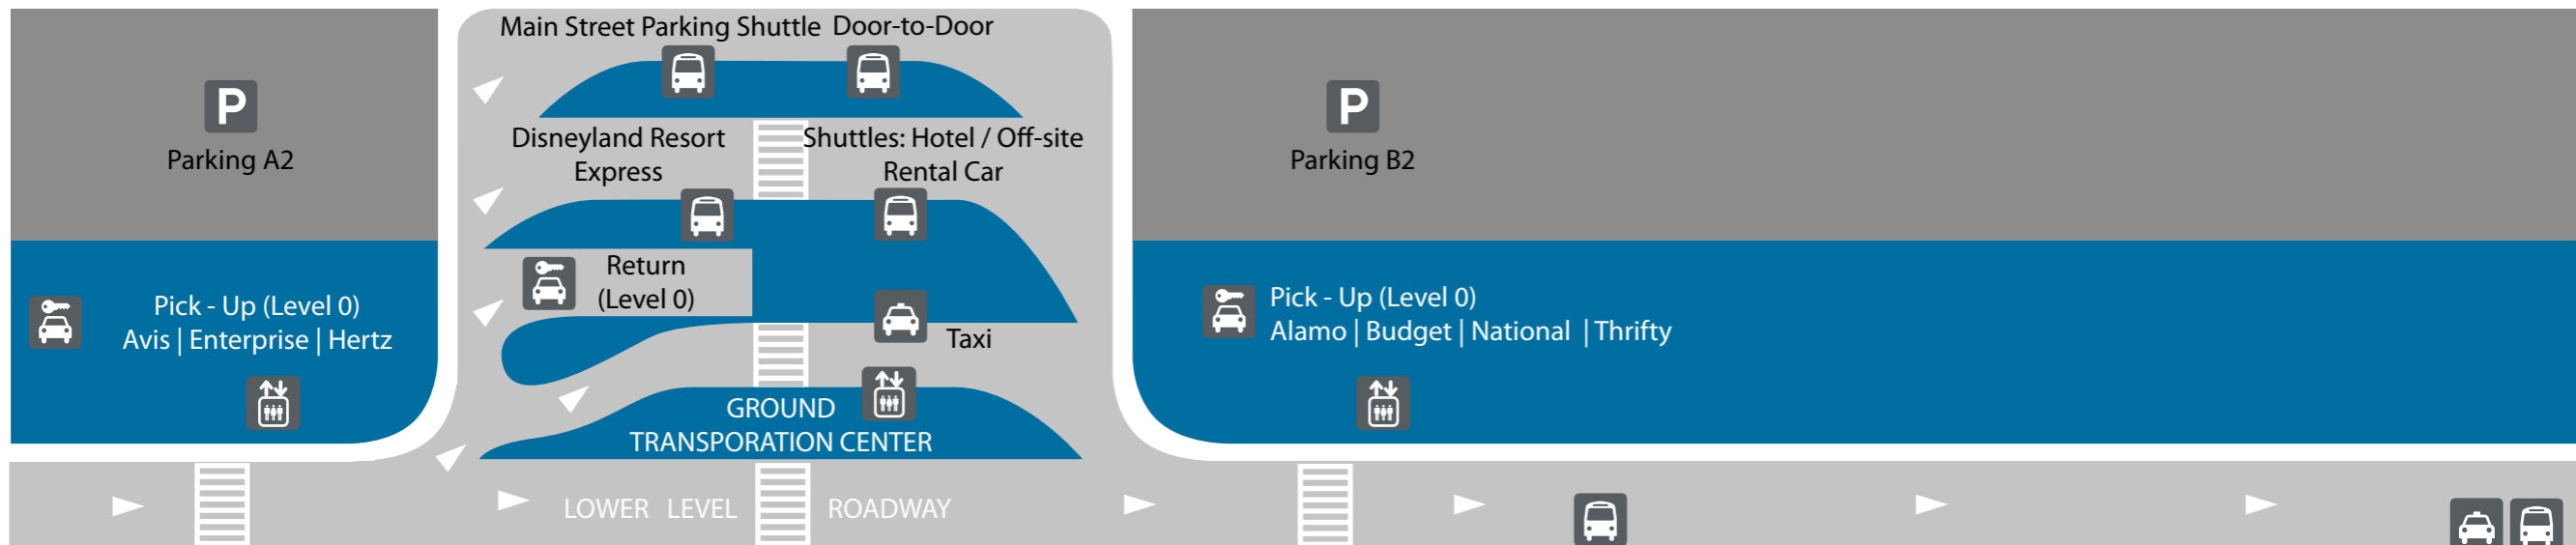 Main Street Parking Shuttle
Door-to-Door
P
Parking A2
Disneyland Resort
Express
Shuttles: Hotel / Off-site
Rental Car
P
Parking B2
Return
(Level 0)
Pick - Up (Level 0)
Avis | Enterprise | Hertz
Taxi
Pick - Up (Level 0)
Alamo | Budget | National | Thrifty
GROUND
TRANSPORATION CENTER
LOWER LEVEL ROADWAY